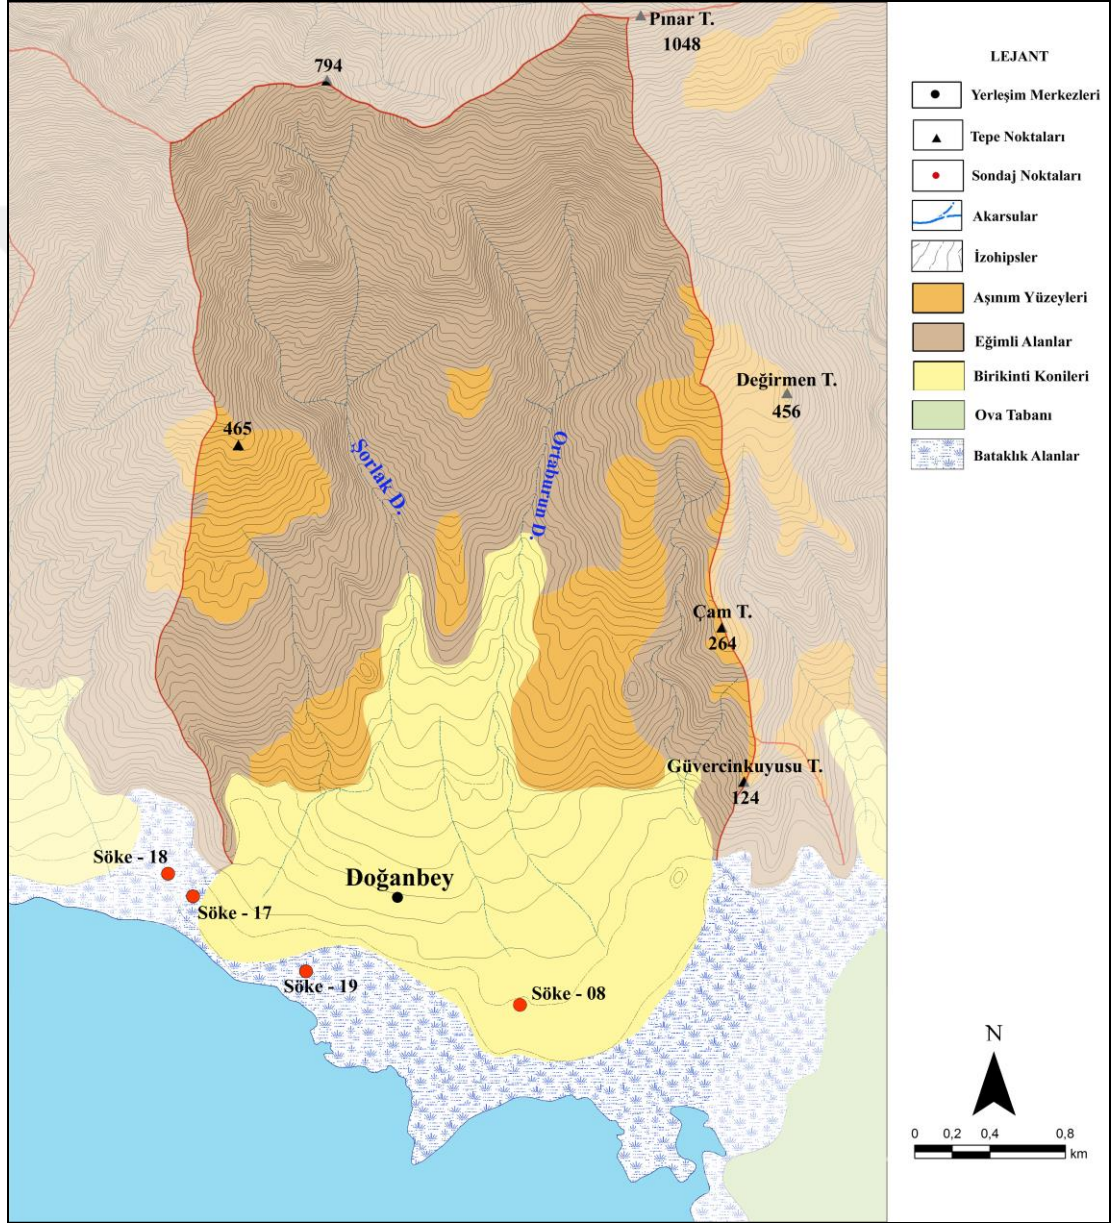 Pınar T.
1048
794
Değirmen T.
456
465
Şorlak D.
Ortaburun D.
Çam T.
264
Güvercinkuyusu T.
124
Söke - 18
Doğanbey
Söke - 17
Söke - 19
Söke - 08
LEJANT
Yerleşim Merkezleri
Tepe Noktaları
Sondaj Noktaları
Akarsular
İzohipsler
Aşınım Yüzeyleri
Eğimli Alanlar
Birikinti Konileri
Ova Tabanı
Bataklık Alanlar
N
0 0,2 0,4 0,8
km